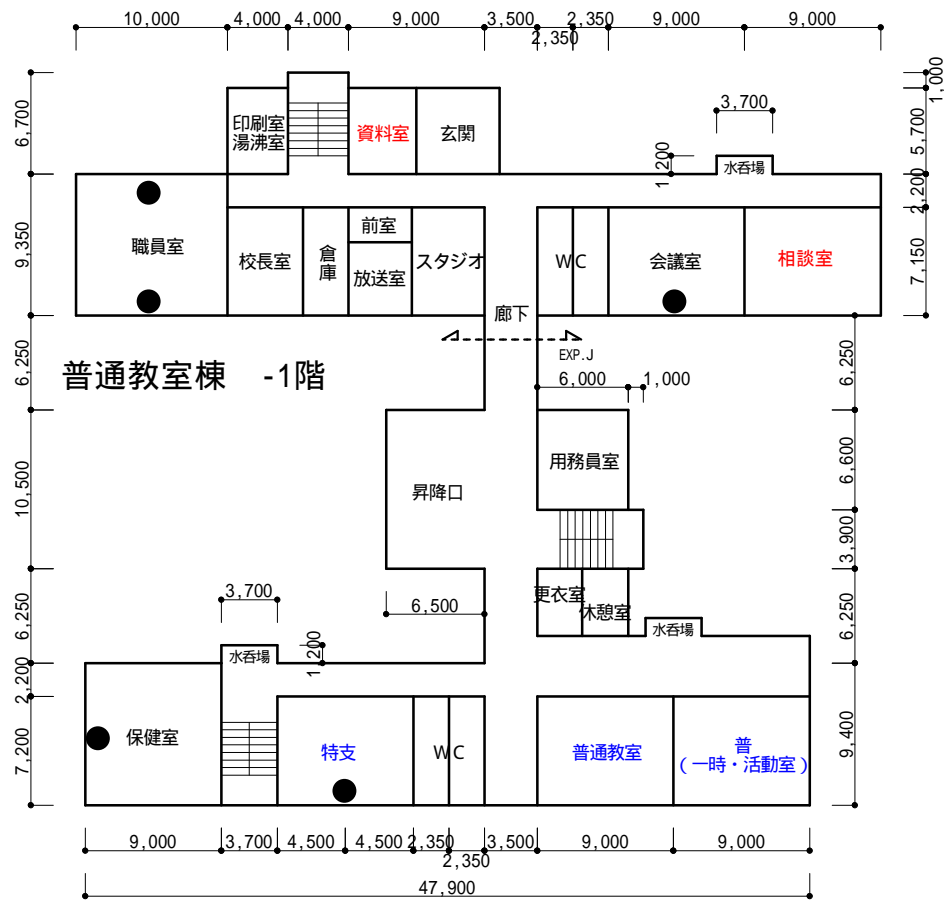 10,000
4,000
4,000
9,000
3,500
2,350
2,350
9,000
9,000
1,000
6,700
5,700
3,700
1,200
印刷室
湯沸室
資料室
玄関
水呑場
2,200
9,350
7,150
職員室
校長室
倉庫
前室
放送室
スタジオ
WC
会議室
相談室
廊下
EXP.J
普通教室棟 -1階
6,250
6,250
6,000
1,000
10,500
6,600
3,900
用務員室
昇降口
更衣室
休憩室
3,700
6,500
6,250
6,250
水呑場
水呑場
1,200
2,200
7,200
9,400
保健室
特支
WC
普通教室
普
(一時・活動室)
9,000
3,700
4,500
4,500
2,350
2,350
3,500
9,000
9,000
47,900